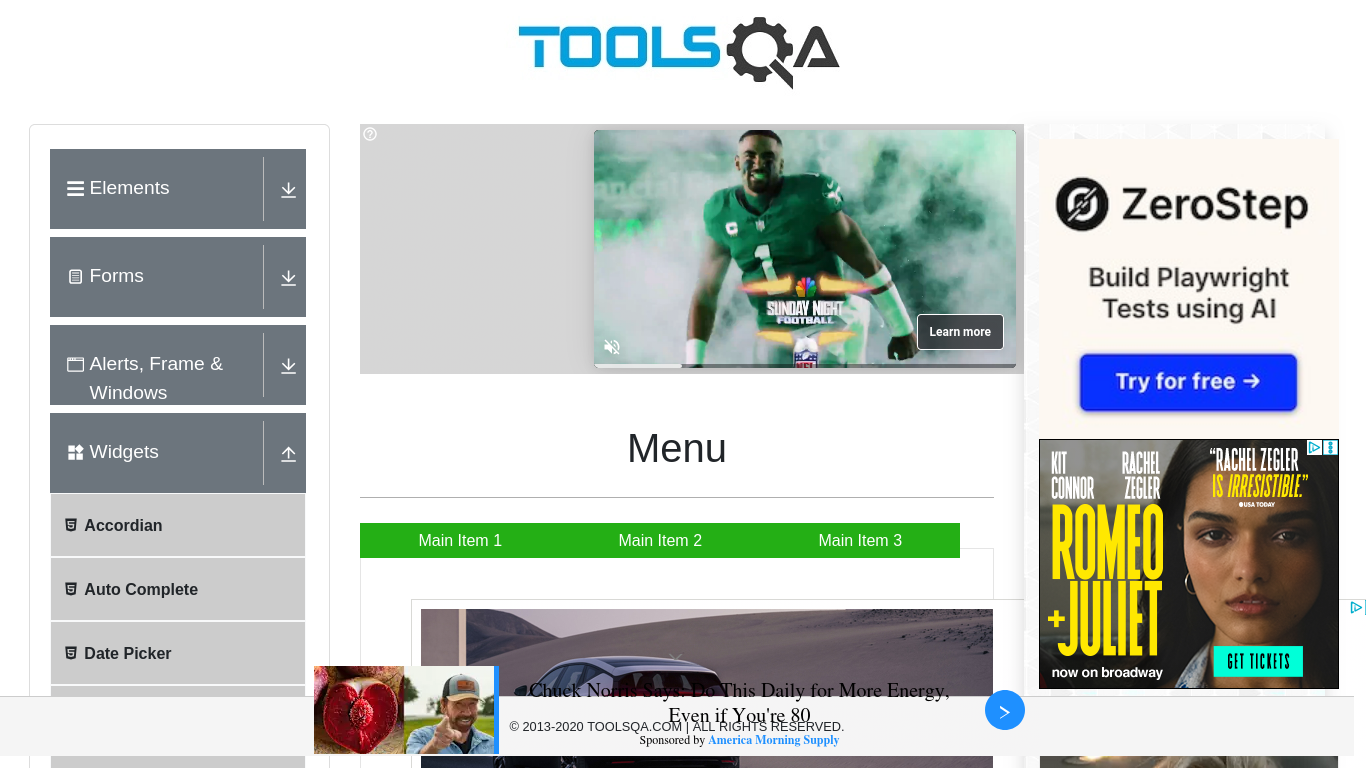 TOOLSQA
Elements
Forms
Alerts, Frame &
Windows
Widgets
Accordian
Auto Complete
Date Picker
1
SUNDAY NIGHT
FOOTBALL
NFL
Learn more
Menu
Main Item 1
Main Item 2
Main Item 3
ZeroStep
Build Playwright
Tests using AI
Try for free →
KIT
CONNOR
RACHEL
ZEGLER
“RACHEL ZEGLER
IS IRRESISTIBLE.”
USA TODAY
ROMEO
+JULIET
now on broadway
GET TICKETS
Chuck Norris Says: Do This Daily for More Energy,
Even if You're 80
© 2013-2020 TOOLSQA.COM | ALL RIGHTS RESERVED.
Sponsored by America Morning Supply